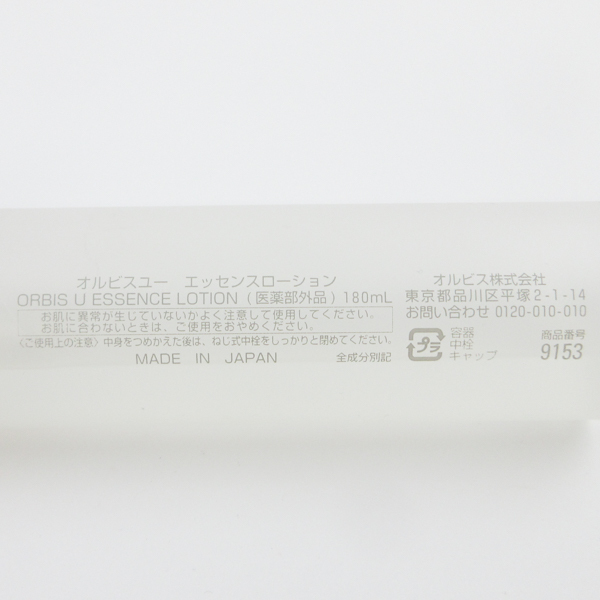 オルビスユー エッセンスローション
ORBIS U ESSENCE LOTION (医薬部外品) 180mL
お肌に異常が生じていないかよく注意して使用してください。
お肌に合わないときは、ご使用をおやめください。
〈ご使用上の注意〉中身をつめかえた後は、ねじ式中栓をしっかりと閉めてください。
MADE IN JAPAN 全成分別記
オルビス株式会社
東京都品川区平塚2-1-14
お問い合わせ 0120-010-010
プラ
容器
中栓
キャップ
商品番号
9153